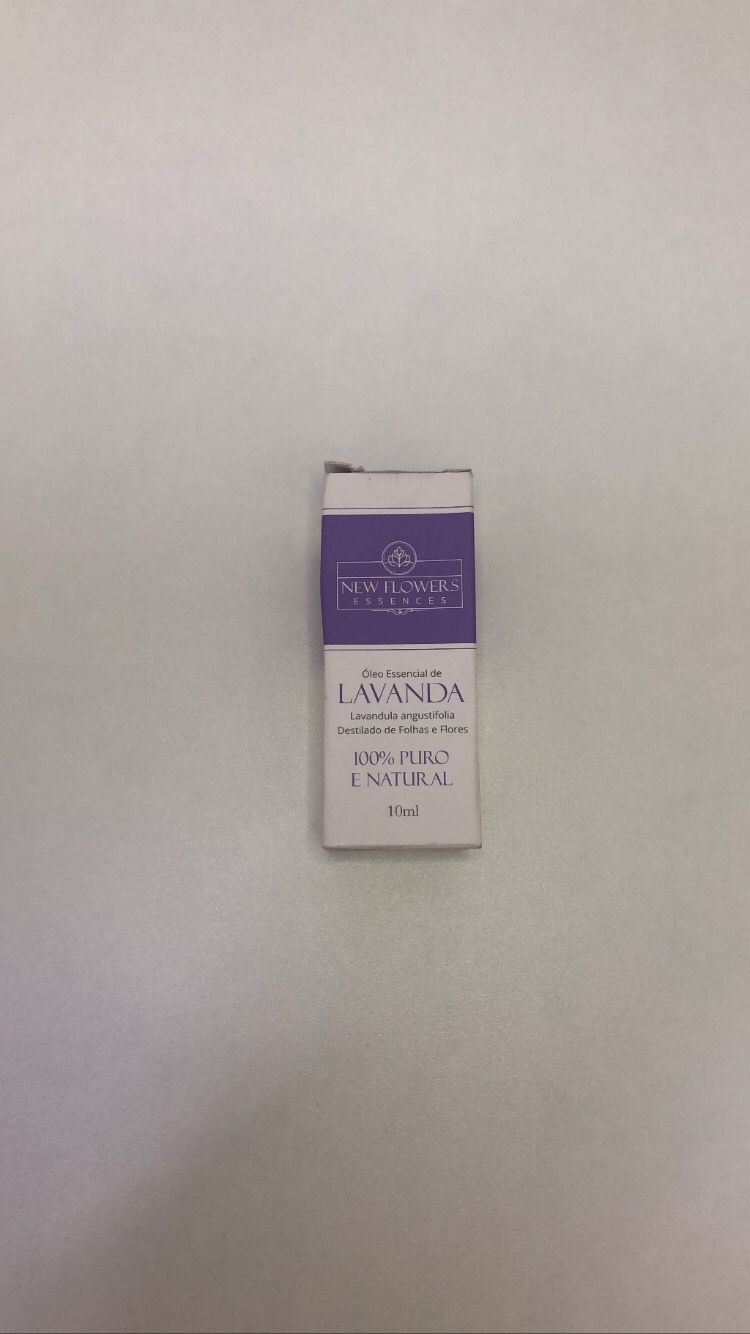 NEW FLOWERS
ESSENCES
Óleo Essencial de
LAVANDA
Lavandula angustifolia
Destilado de Folhas e Flores
100% PURO
E NATURAL
10ml